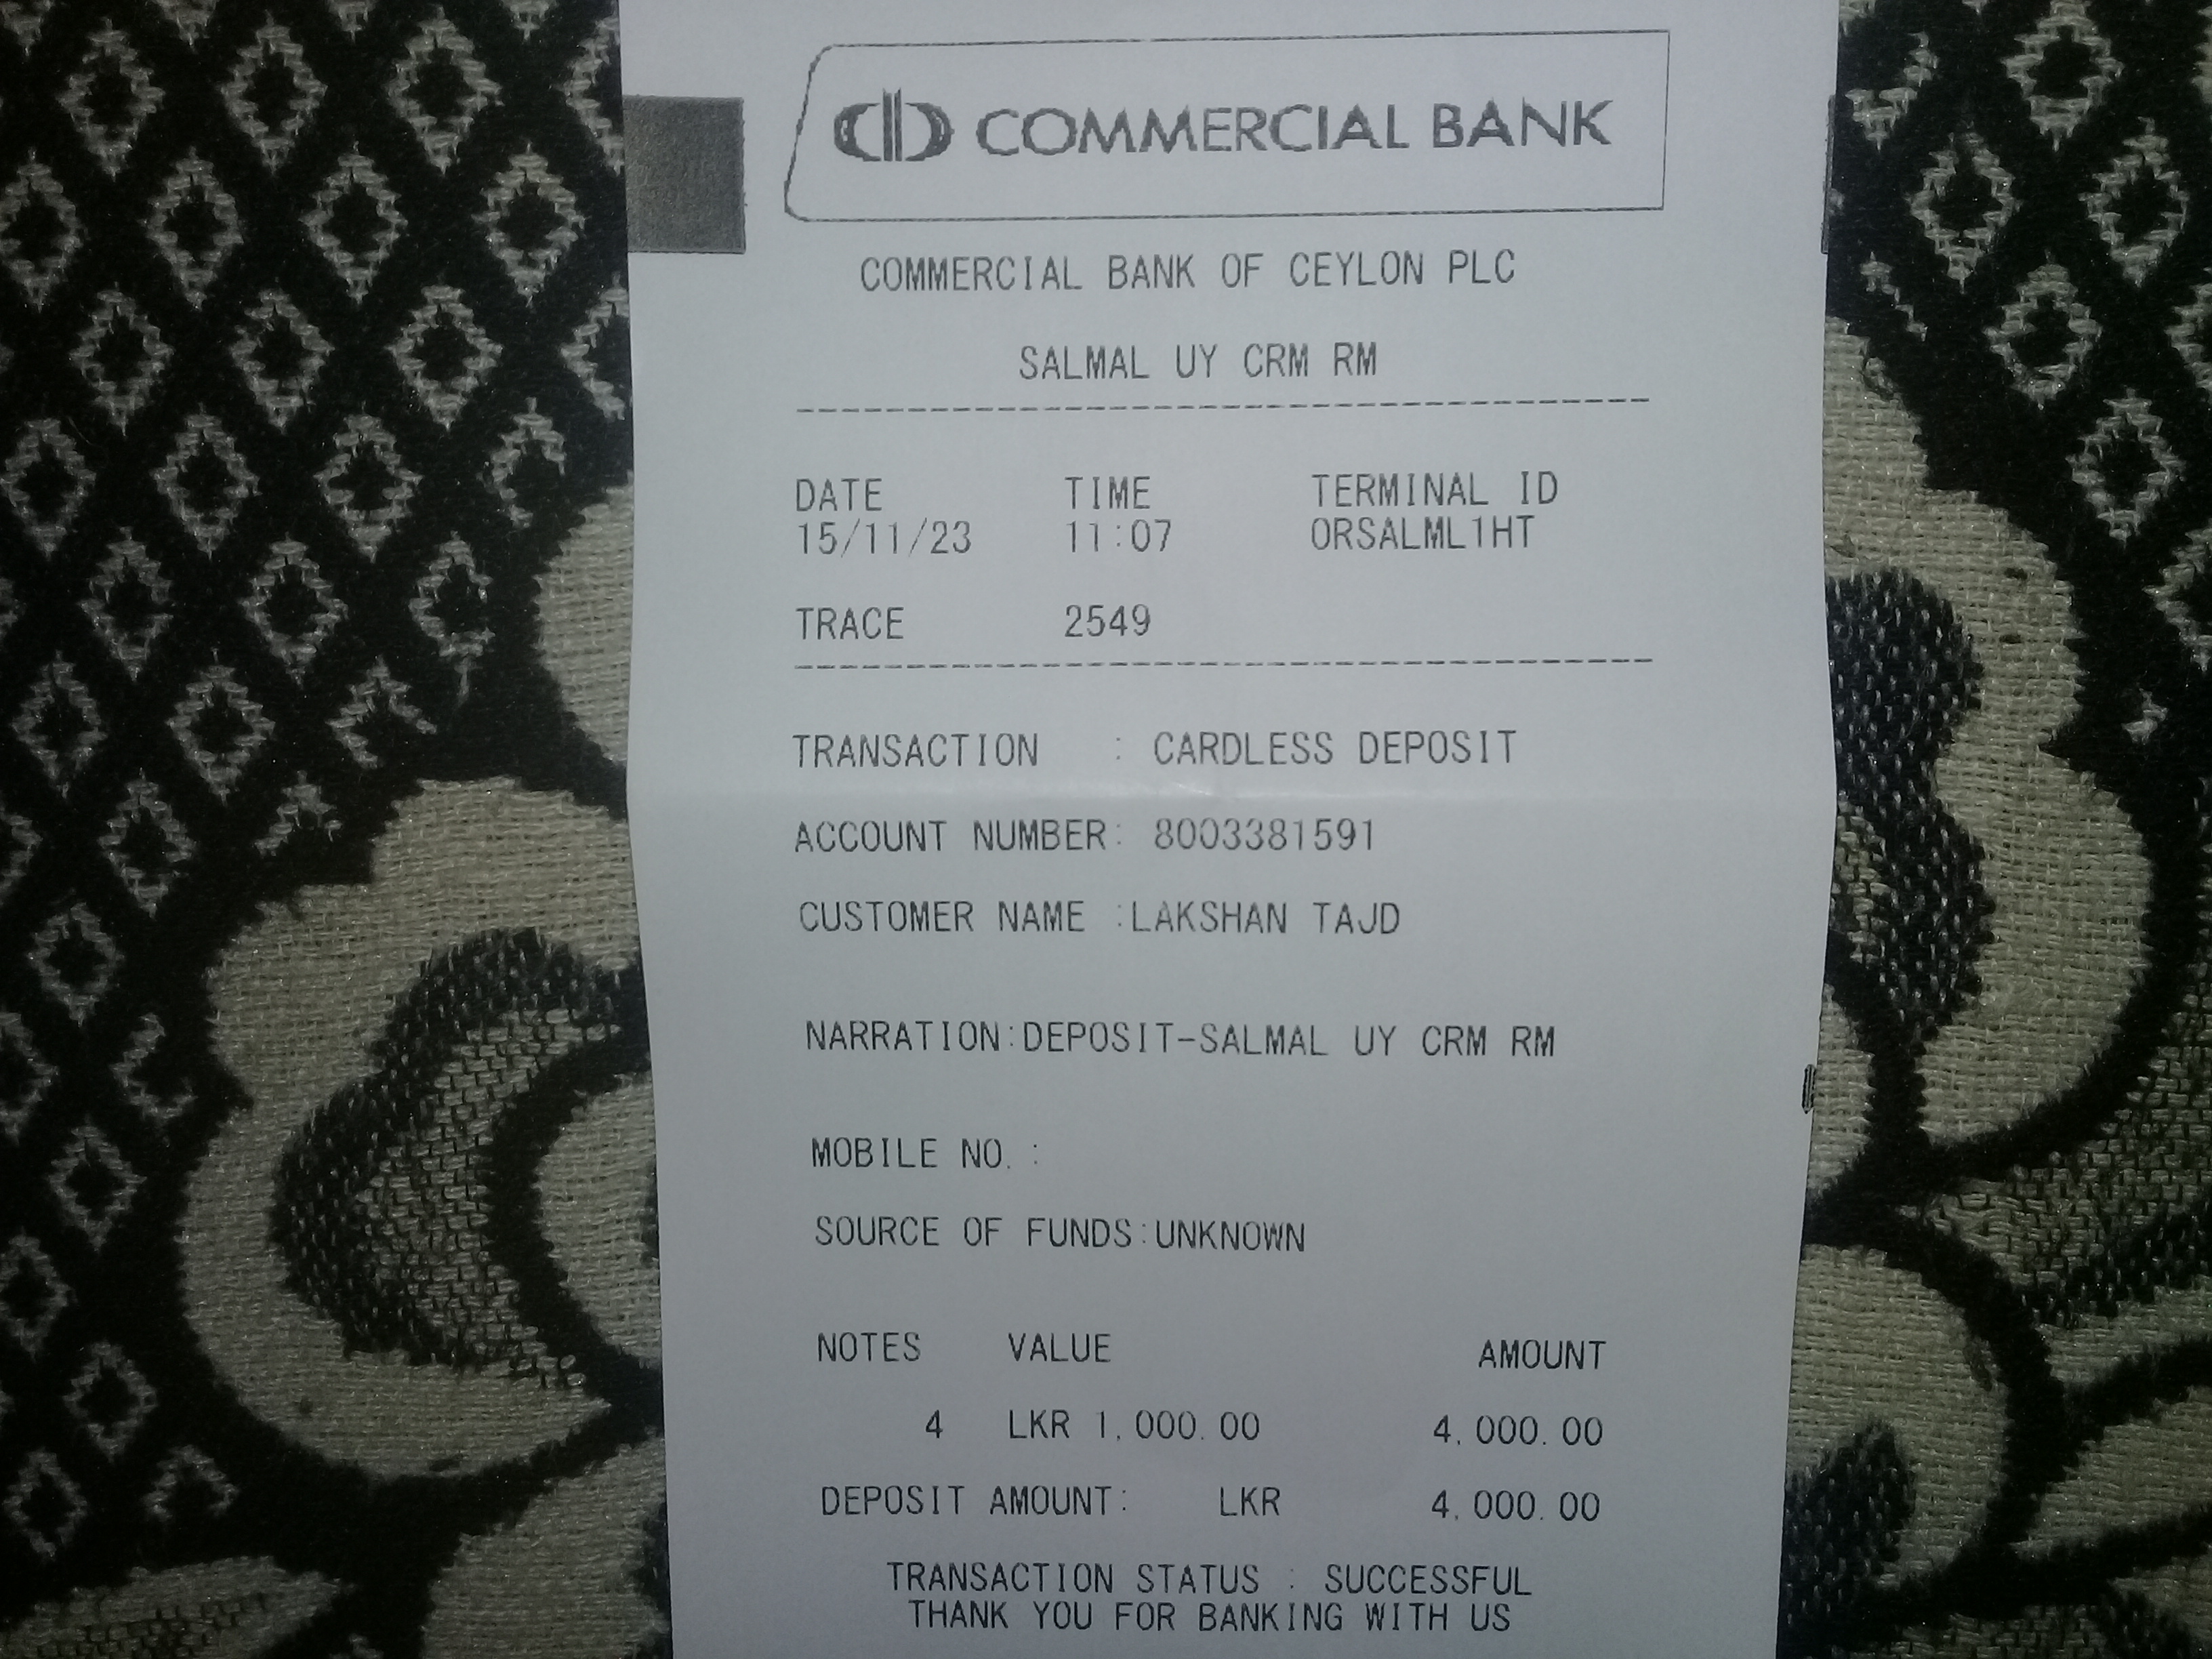 COMMERCIAL BANK
COMMERCIAL BANK OF CEYLON PLC
SALMAL UY CRM RM
--------------------------------------
DATE TIME TERMINAL ID
15/11/23 11:07 ORSALML1HT
TRACE 2549
--------------------------------------
TRANSACTION : CARDLESS DEPOSIT
ACCOUNT NUMBER: 8003381591
CUSTOMER NAME :LAKSHAN TAJD
NARRATION:DEPOSIT-SALMAL UY CRM RM
MOBILE NO. :
SOURCE OF FUNDS:UNKNOWN
NOTES VALUE AMOUNT
4 LKR 1,000.00 4,000.00
DEPOSIT AMOUNT: LKR 4,000.00
TRANSACTION STATUS : SUCCESSFUL
THANK YOU FOR BANKING WITH US